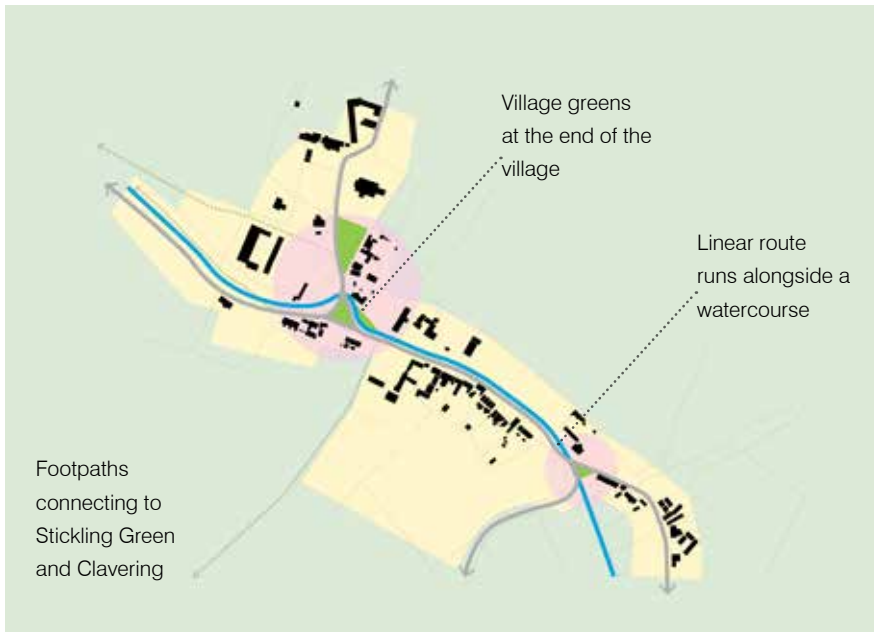 Village greens
at the end of the
village
Linear route
runs alongside a
watercourse
Footpaths
connecting to
Stickling Green
and Clavering